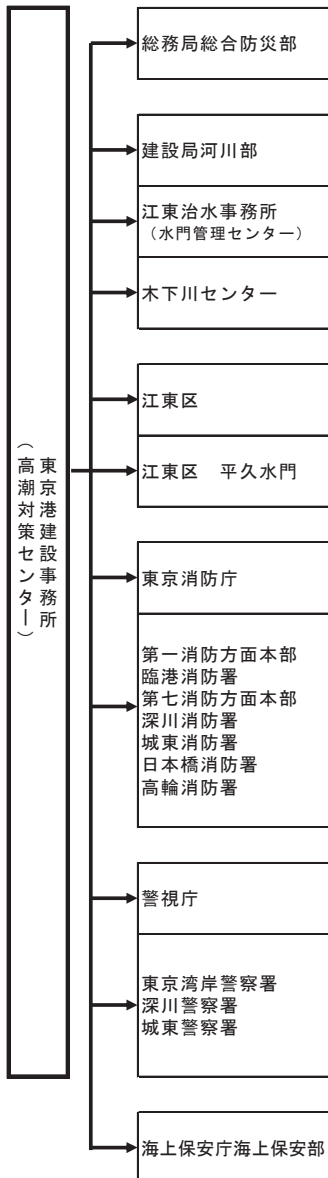 東京港建設事務所
（高潮対策センター）
総務局総合防災部
建設局河川部
江東治水事務所
（水門管理センター）
木下川センター
江東区
江東区　平久水門
東京消防庁
第一消防方面本部
臨港消防署
第七消防方面本部
深川消防署
城東消防署
日本橋消防署
高輪消防署
警視庁
東京湾岸警察署
深川警察署
城東警察署
海上保安庁海上保安部